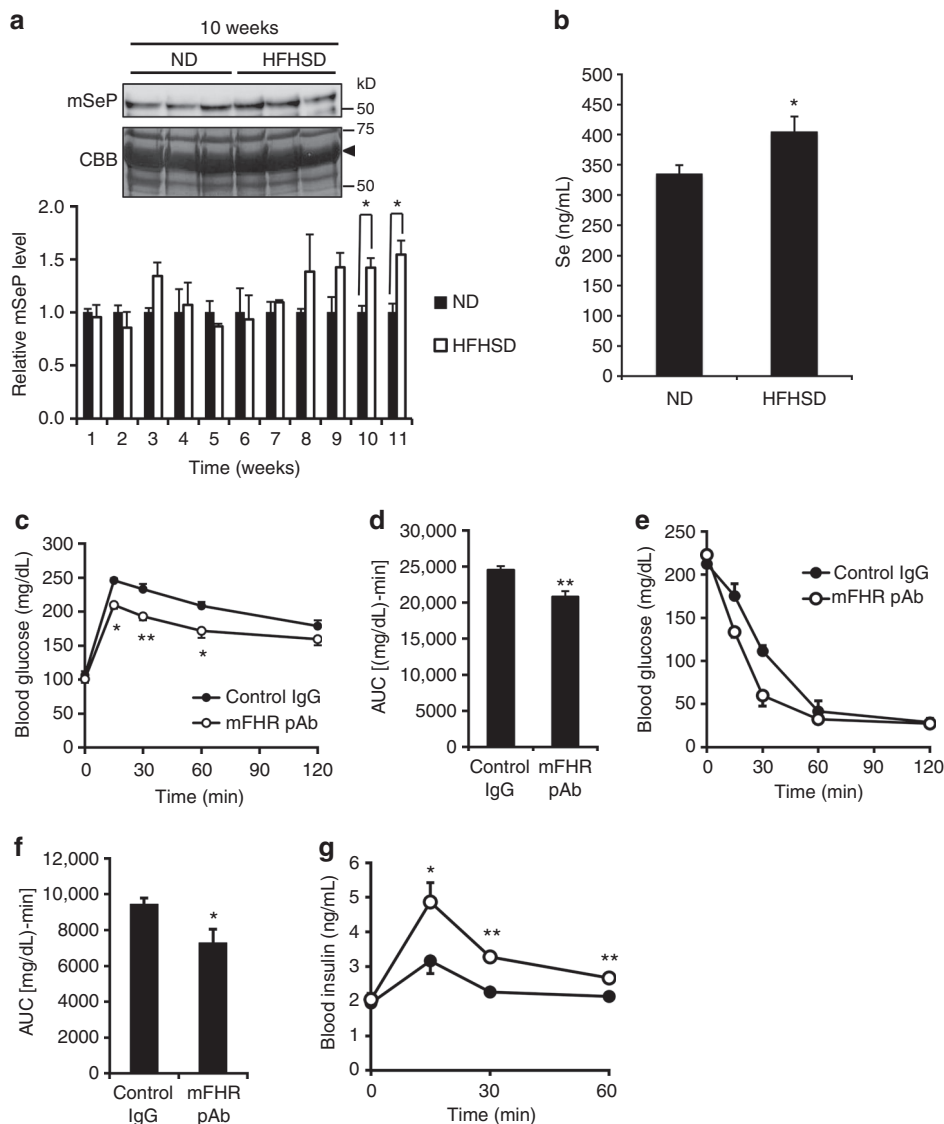 a
10 weeks
ND HFHSD
kD
mSeP
50
75
CBB
50
2.0
1.5
1.0
0.5
0.0
Relative mSeP level
* *
ND
HFHSD
1 2 3 4 5 6 7 8 9 10 11
Time (weeks)
b
500
450
400
350
300
250
200
150
100
50
0
Se (ng/mL)
*
ND HFHSD
c
300
250
200
150
100
50
0
Blood glucose (mg/dL)
* ** *
Control IgG
mFHR pAb
0 30 60 90 120
Time (min)
d
30,000
25,000
20,000
15,000
10,000
5000
0
AUC [(mg/dL)-min]
**
Control IgG
mFHR pAb
e
250
200
150
100
50
0
Blood glucose (mg/dL)
Control IgG
mFHR pAb
0 30 60 90 120
Time (min)
f
12,000
10,000
8000
6000
4000
2000
0
AUC [mg/dL)-min]
*
Control IgG
mFHR pAb
g
6
5
4
3
2
1
0
Blood insulin (ng/mL)
* ** **
0 30 60
Time (min)